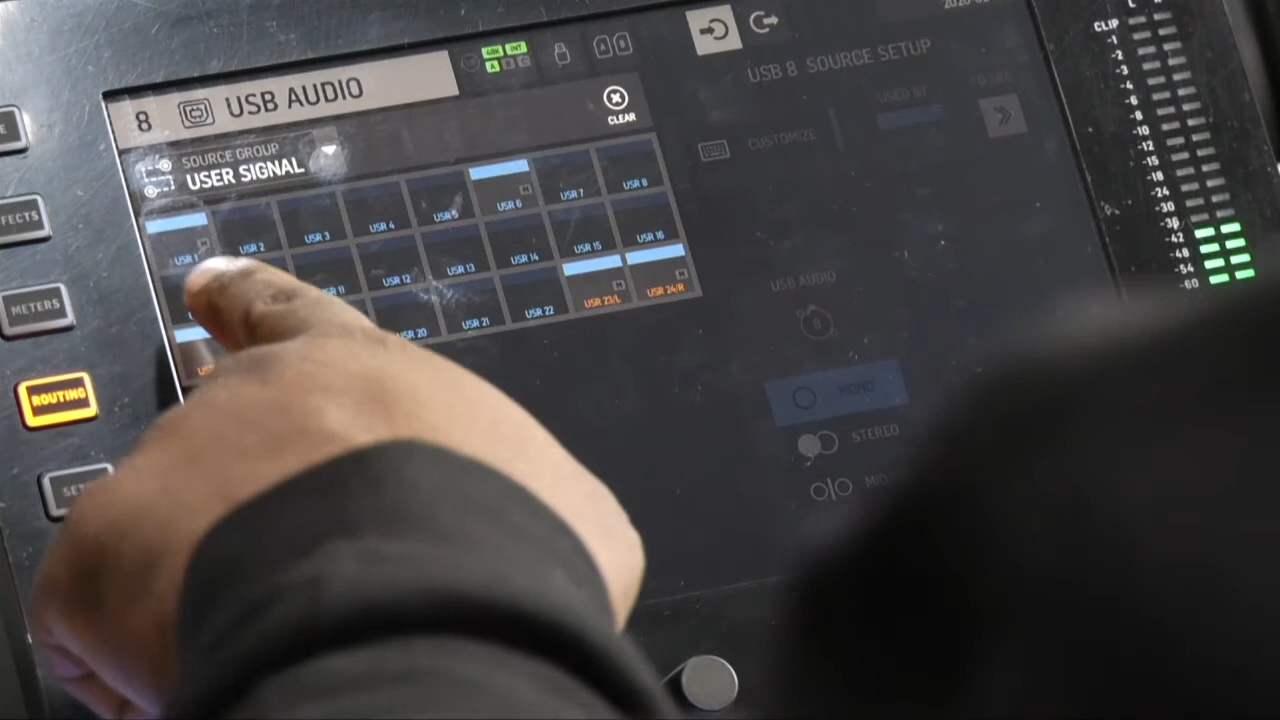 8 USB AUDIO
48K INT
A B C
A B
CLEAR
SOURCE GROUP
USER SIGNAL
USR 1 USR 2 USR 3 USR 4 USR 5 USR 6 USR 7 USR 8
USR 12 USR 13 USR 14 USR 15 USR 16
USR 20 USR 21 USR 22 USR 23/L USR 24/R
USB 8 SOURCE SETUP
CUSTOMIZE
USED BY
USB AUDIO
8
MONO
STEREO
METERS
ROUTING
CLIP
-1
-2
-3
-4
-6
-8
-10
-12
-15
-18
-24
-30
-36
-42
-48
-54
-60